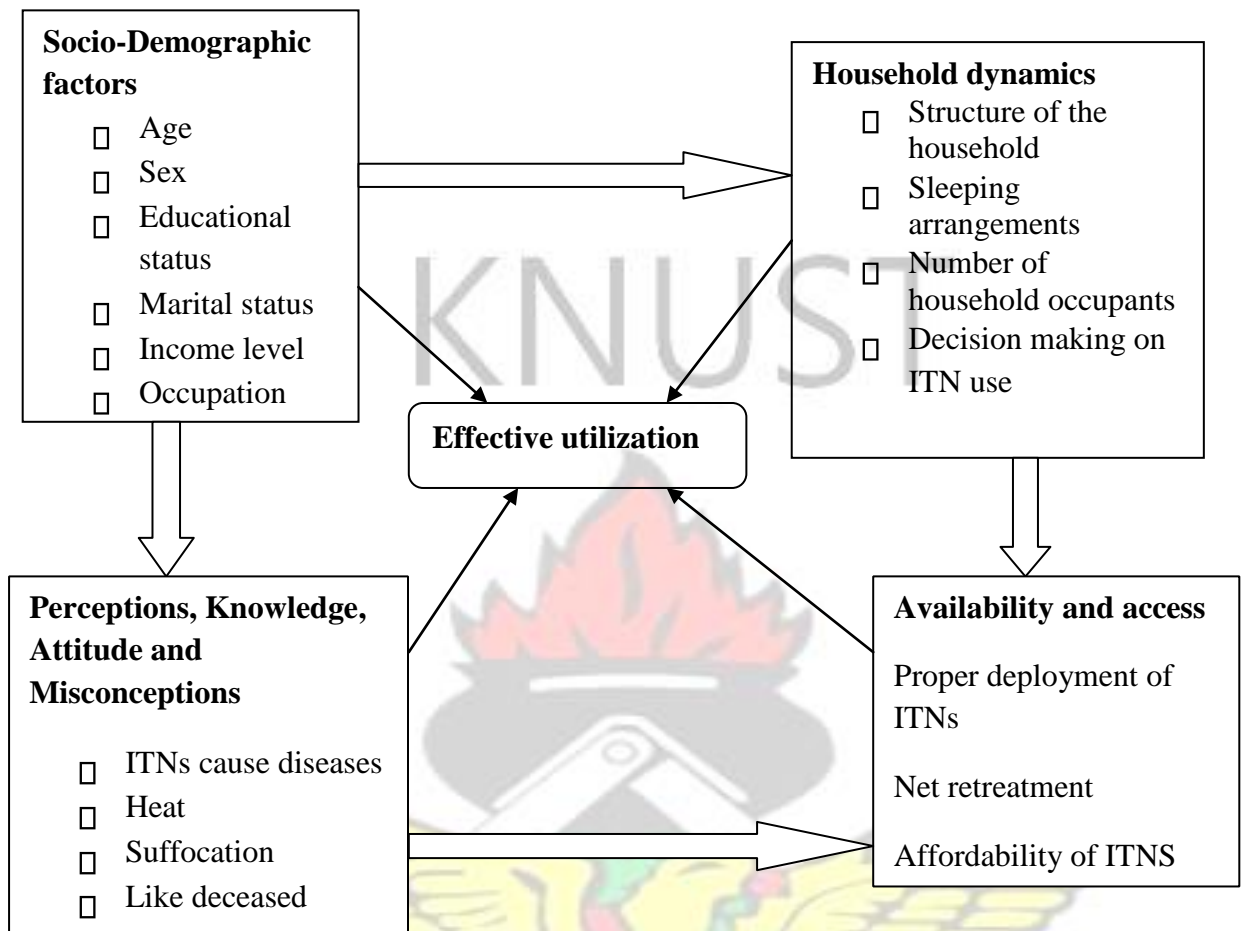 Socio-Demographic
factors
Age
Sex
Educational
status
Marital status
Income level
Occupation
Household dynamics
Structure of the
household
Sleeping
arrangements
Number of
household occupants
Decision making on
ITN use
KNUST
Effective utilization
Perceptions, Knowledge,
Attitude and
Misconceptions
ITNs cause diseases
Heat
Suffocation
Like deceased
Availability and access
Proper deployment of
ITNs
Net retreatment
Affordability of ITNS